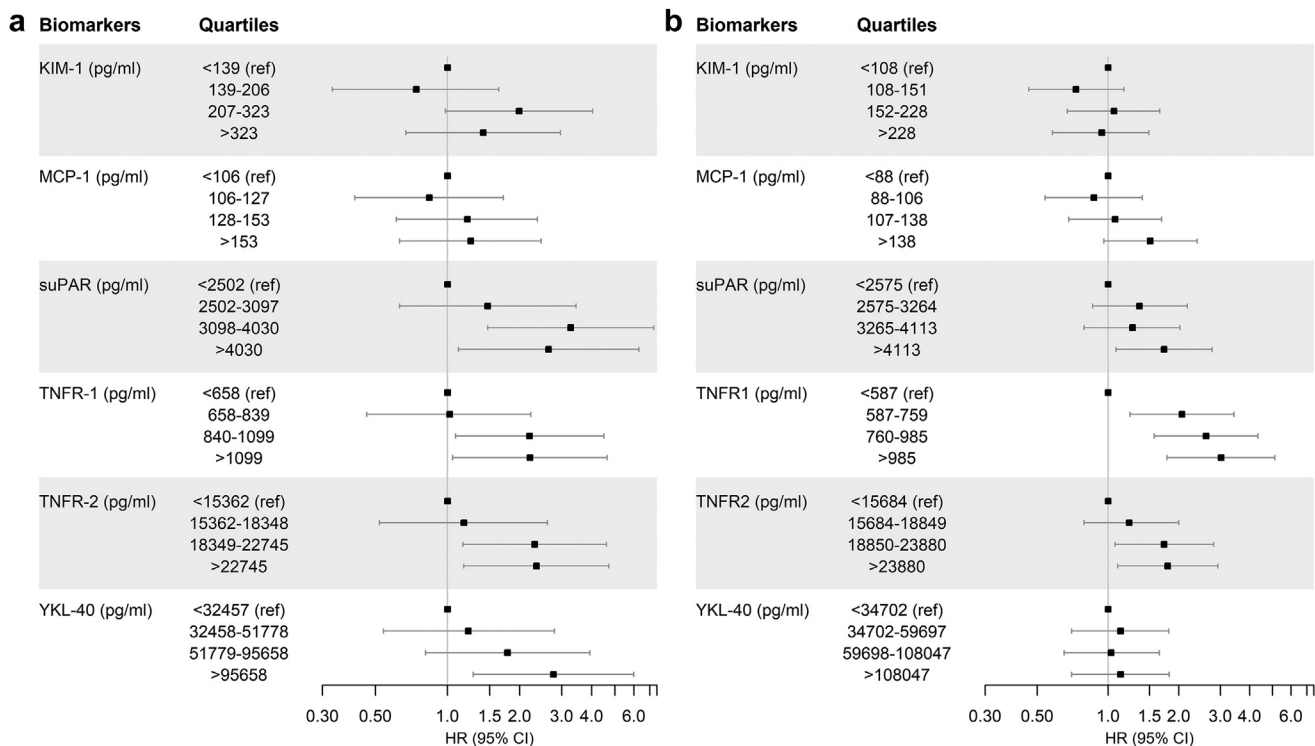 a Biomarkers Quartiles
KIM-1 (pg/ml) <139 (ref)
139-206
207-323
>323
MCP-1 (pg/ml) <106 (ref)
106-127
128-153
>153
suPAR (pg/ml) <2502 (ref)
2502-3097
3098-4030
>4030
TNFR-1 (pg/ml) <658 (ref)
658-839
840-1099
>1099
TNFR-2 (pg/ml) <15362 (ref)
15362-18348
18349-22745
>22745
YKL-40 (pg/ml) <32457 (ref)
32458-51778
51779-95658
>95658
0.30 0.50 1.0 1.5 2.0 3.0 4.0 6.0
HR (95% CI)
b Biomarkers Quartiles
KIM-1 (pg/ml) <108 (ref)
108-151
152-228
>228
MCP-1 (pg/ml) <88 (ref)
88-106
107-138
>138
suPAR (pg/ml) <2575 (ref)
2575-3264
3265-4113
>4113
TNFR1 (pg/ml) <587 (ref)
587-759
760-985
>985
TNFR2 (pg/ml) <15684 (ref)
15684-18849
18850-23880
>23880
YKL-40 (pg/ml) <34702 (ref)
34702-59697
59698-108047
>108047
0.30 0.50 1.0 1.5 2.0 3.0 4.0 6.0
HR (95% CI)